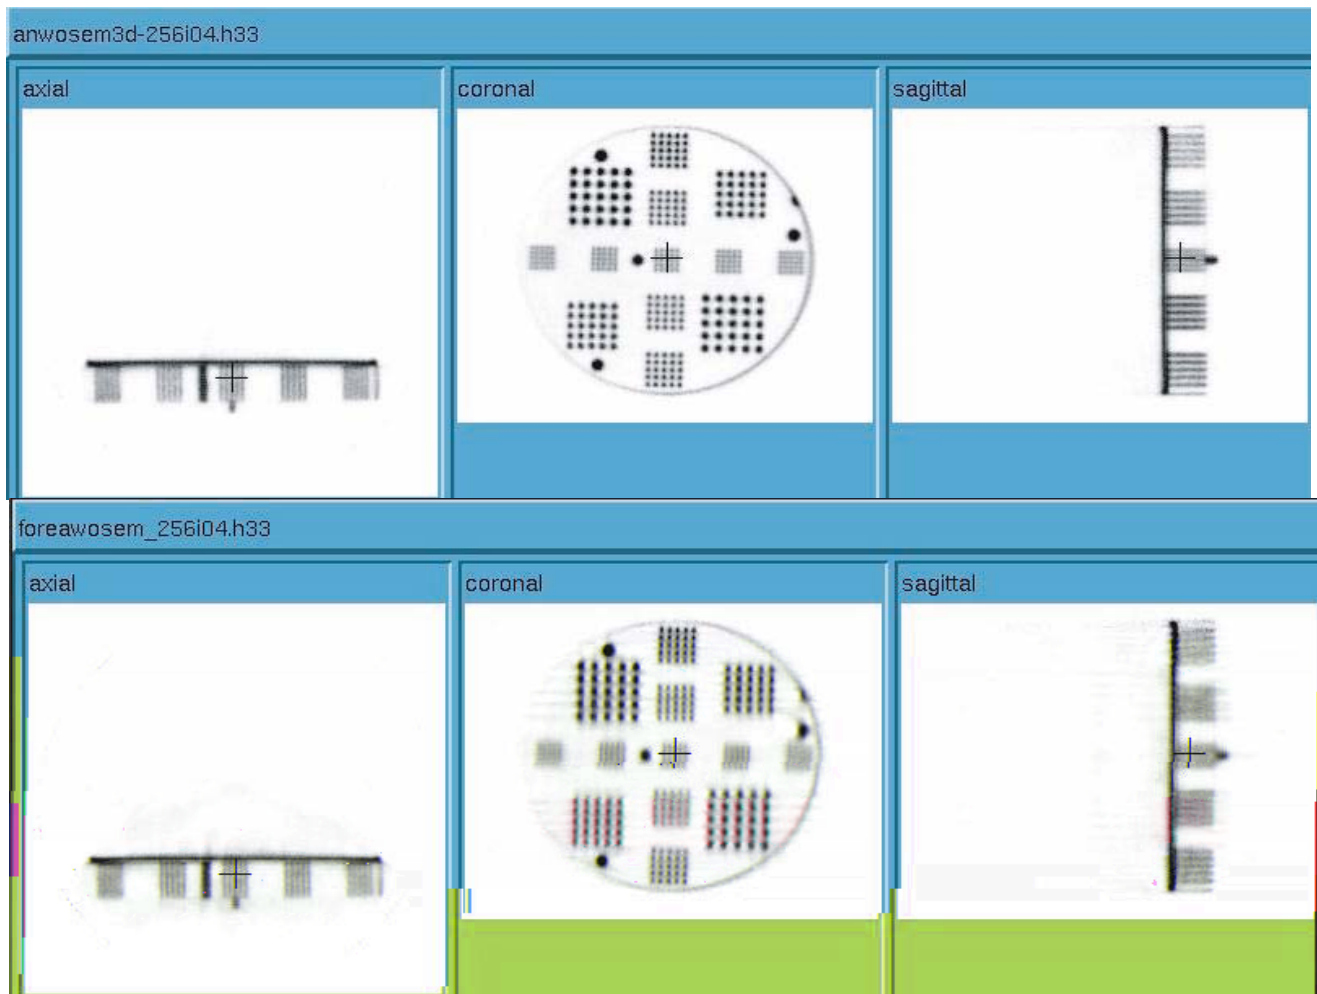 anwosem3d-256i04.h33
axial
coronal
sagittal
foreawosem_256i04.h33
axial
coronal
sagittal